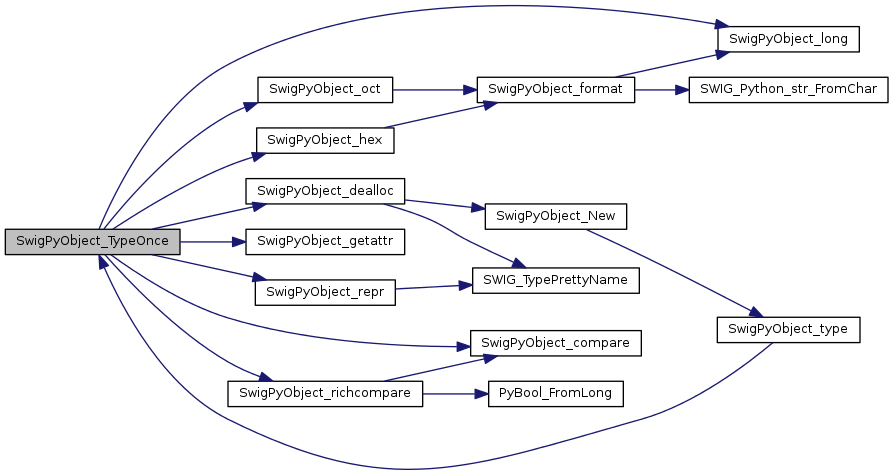 SwigPyObject_long
SwigPyObject_oct
SwigPyObject_format
SWIG_Python_str_FromChar
SwigPyObject_hex
SwigPyObject_dealloc
SwigPyObject_New
SwigPyObject_TypeOnce
SwigPyObject_getattr
SWIG_TypePrettyName
SwigPyObject_repr
SwigPyObject_type
SwigPyObject_compare
SwigPyObject_richcompare
PyBool_FromLong